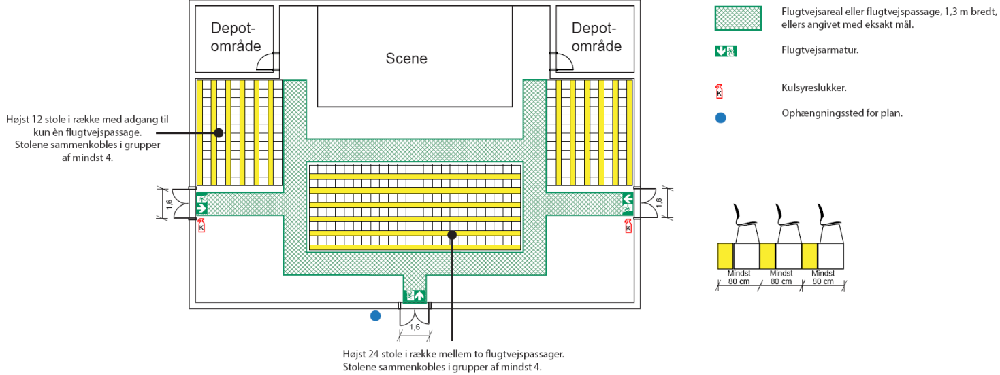 Depot-
område
Scene
Depot-
område
Højst 12 stole i række med adgang til
kun èn flugtvejspassage.
Stolene sammenkobles i grupper
af mindst 4.
1,6
1,6
1,6
K
K
Højst 24 stole i række mellem to flugtvejspassager.
Stolene sammenkobles i grupper af mindst 4.
Flugtvejsareal eller flugtvejspassage, 1,3 m bredt,
ellers angivet med eksakt mål.
Flugtvejsarmatur.
K
Kulsyreslukker.
Ophængningssted for plan.
Mindst
80 cm
Mindst
80 cm
Mindst
80 cm